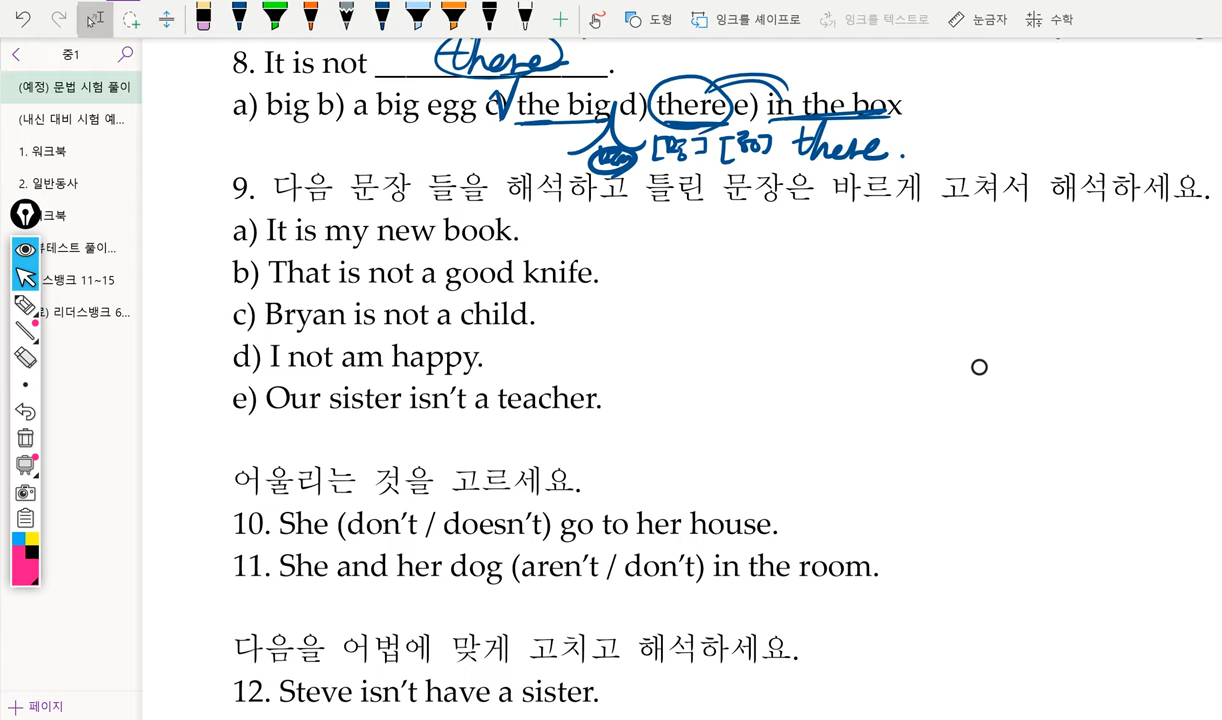 도형
잉크를 셰이프로
잉크를 텍스트로
눈금자
수학
중1
(예정) 문법 시험 풀이
(내신 대비 시험 예...
1. 워크북
2. 일반동사
크북
테스트 풀이...
스뱅크 11~15
) 리더스뱅크 6...
페이지
there
8. It is not ________________.
a) big b) a big egg c) the big d) there e) in the box
[명] [유] there.
9. 다음 문장 들을 해석하고 틀린 문장은 바르게 고쳐서 해석하세요.
a) It is my new book.
b) That is not a good knife.
c) Bryan is not a child.
d) I not am happy.
e) Our sister isn’t a teacher.
어울리는 것을 고르세요.
10. She (don’t / doesn’t) go to her house.
11. She and her dog (aren’t / don’t) in the room.
다음을 어법에 맞게 고치고 해석하세요.
12. Steve isn’t have a sister.